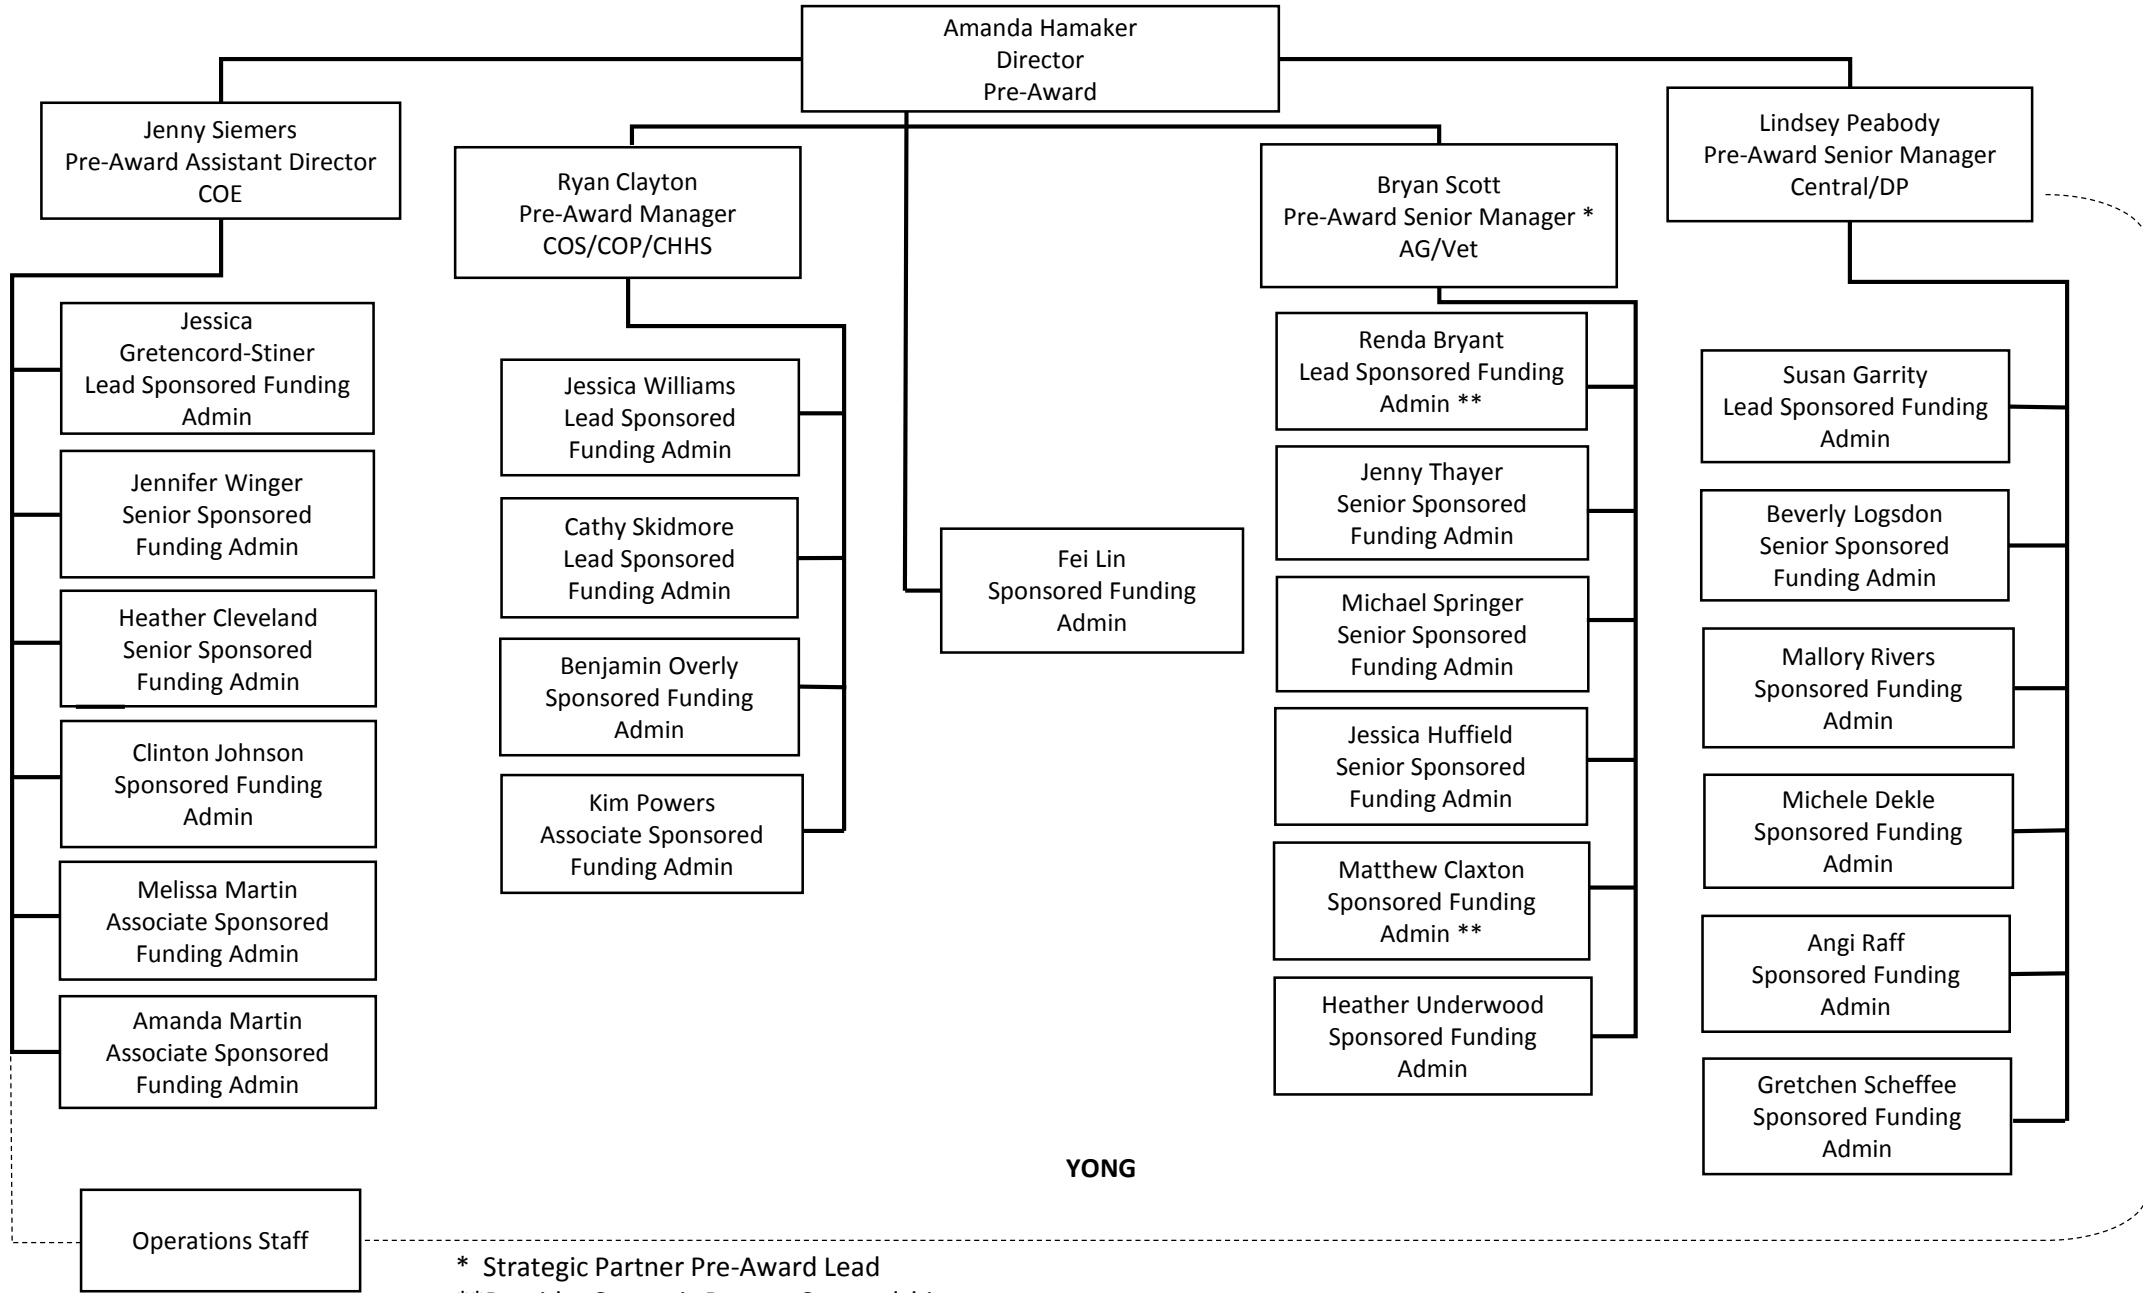 Amanda Hamaker
Director
Pre-Award
Jenny Siemers
Pre-Award Assistant Director
COE
Jessica
Gretencord-Stiner
Lead Sponsored Funding
Admin
Jennifer Winger
Senior Sponsored
Funding Admin
Heather Cleveland
Senior Sponsored
Funding Admin
Clinton Johnson
Sponsored Funding
Admin
Melissa Martin
Associate Sponsored
Funding Admin
Amanda Martin
Associate Sponsored
Funding Admin
Operations Staff
Ryan Clayton
Pre-Award Manager
COS/COP/CHHS
Jessica Williams
Lead Sponsored
Funding Admin
Cathy Skidmore
Lead Sponsored
Funding Admin
Benjamin Overly
Sponsored Funding
Admin
Kim Powers
Associate Sponsored
Funding Admin
Fei Lin
Sponsored Funding
Admin
Bryan Scott
Pre-Award Senior Manager *
AG/Vet
Renda Bryant
Lead Sponsored Funding
Admin **
Jenny Thayer
Senior Sponsored
Funding Admin
Michael Springer
Senior Sponsored
Funding Admin
Jessica Huffield
Senior Sponsored
Funding Admin
Matthew Claxton
Sponsored Funding
Admin **
Heather Underwood
Sponsored Funding
Admin
Lindsey Peabody
Pre-Award Senior Manager
Central/DP
Susan Garrity
Lead Sponsored Funding
Admin
Beverly Logsdon
Senior Sponsored
Funding Admin
Mallory Rivers
Sponsored Funding
Admin
Michele Dekle
Sponsored Funding
Admin
Angi Raff
Sponsored Funding
Admin
Gretchen Scheffee
Sponsored Funding
Admin
YONG
* Strategic Partner Pre-Award Lead